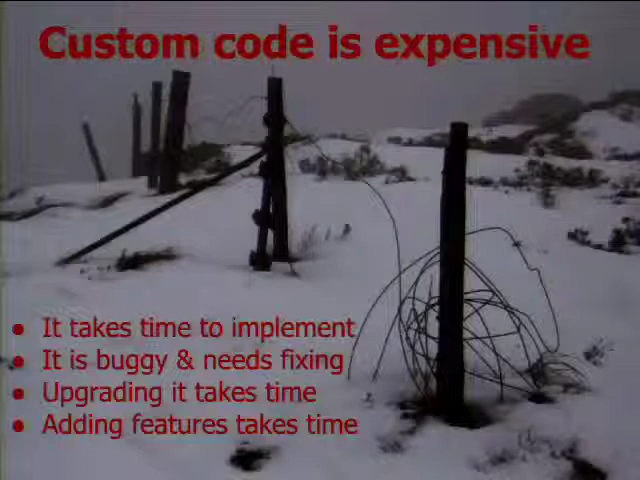 Custom code is expensive
• It takes time to implement
• It is buggy & needs fixing
• Upgrading it takes time
• Adding features takes time